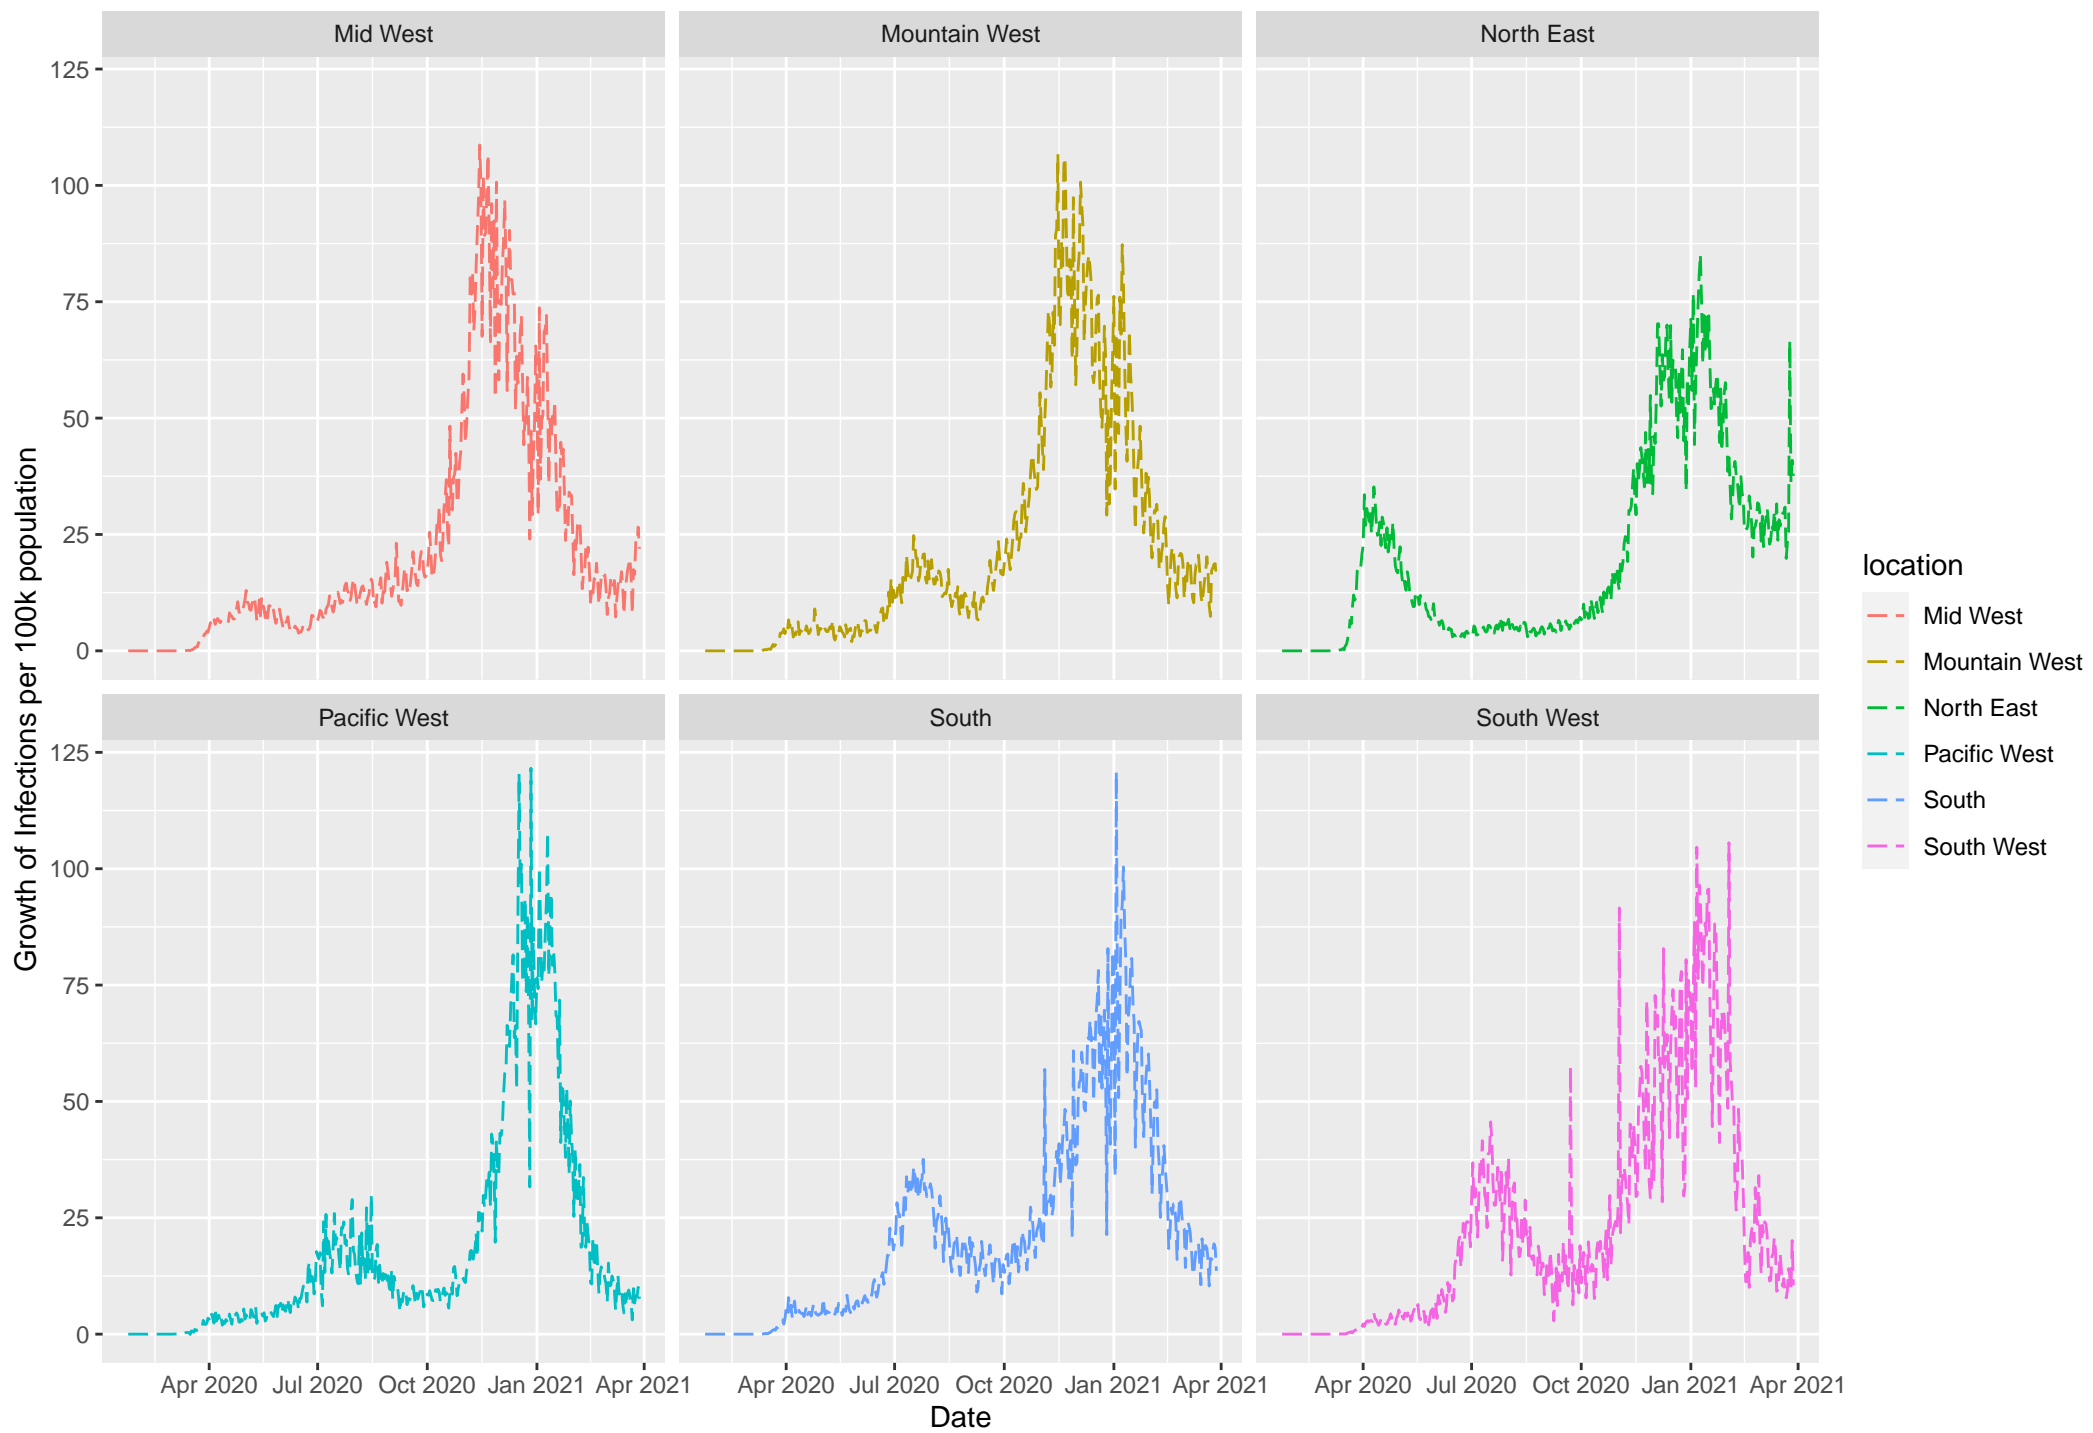 Mid West
Mountain West
North East
125
100
75
50
25
0
Pacific West
South
South West
125
100
75
50
25
0
Apr 2020 Jul 2020 Oct 2020 Jan 2021 Apr 2021
Apr 2020 Jul 2020 Oct 2020 Jan 2021 Apr 2021
Apr 2020 Jul 2020 Oct 2020 Jan 2021 Apr 2021
Date
Growth of Infections per 100k population
location
Mid West
Mountain West
North East
Pacific West
South
South West